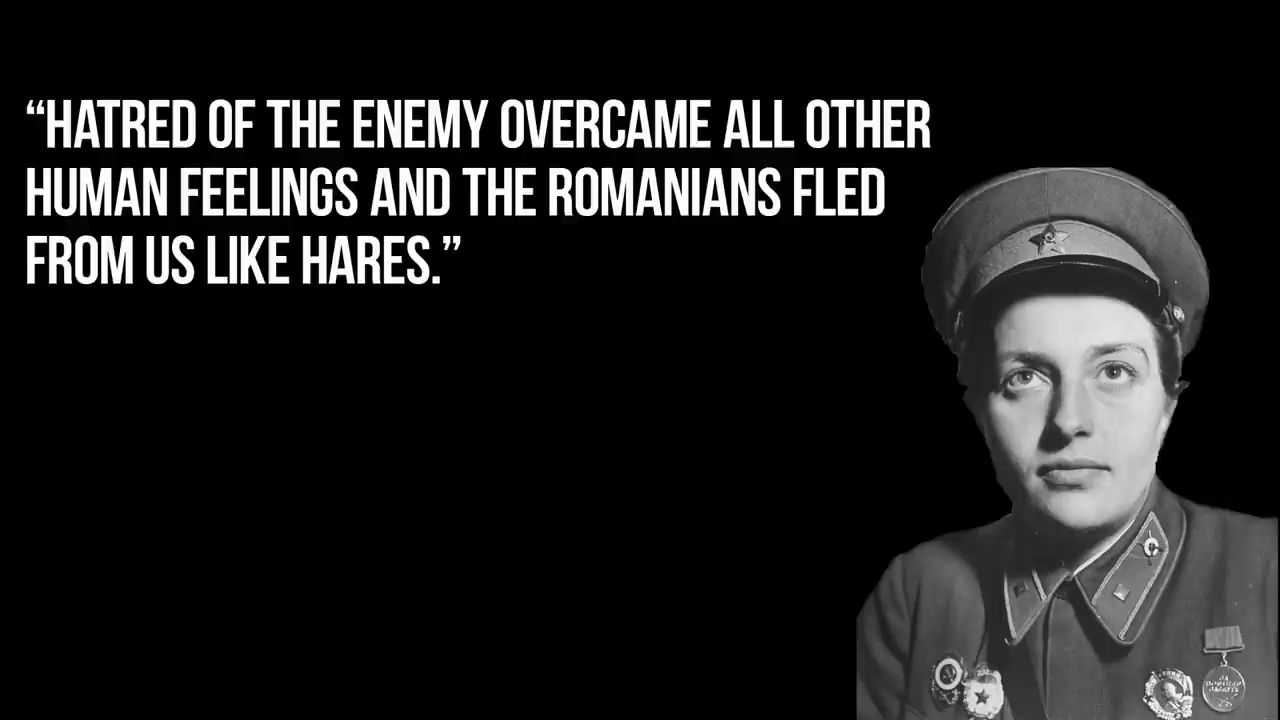 “HATRED OF THE ENEMY OVERCAME ALL OTHER
HUMAN FEELINGS AND THE ROMANIANS FLED
FROM US LIKE HARES.”